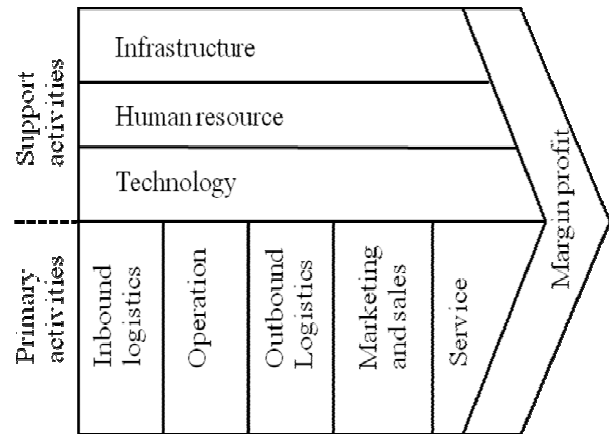 Support
activities
Infrastructure
Human resource
Technology
Primary
activities
Inbound
logistics
Operation
Outbound
Logistics
Marketing
and sales
Service
Margin profit